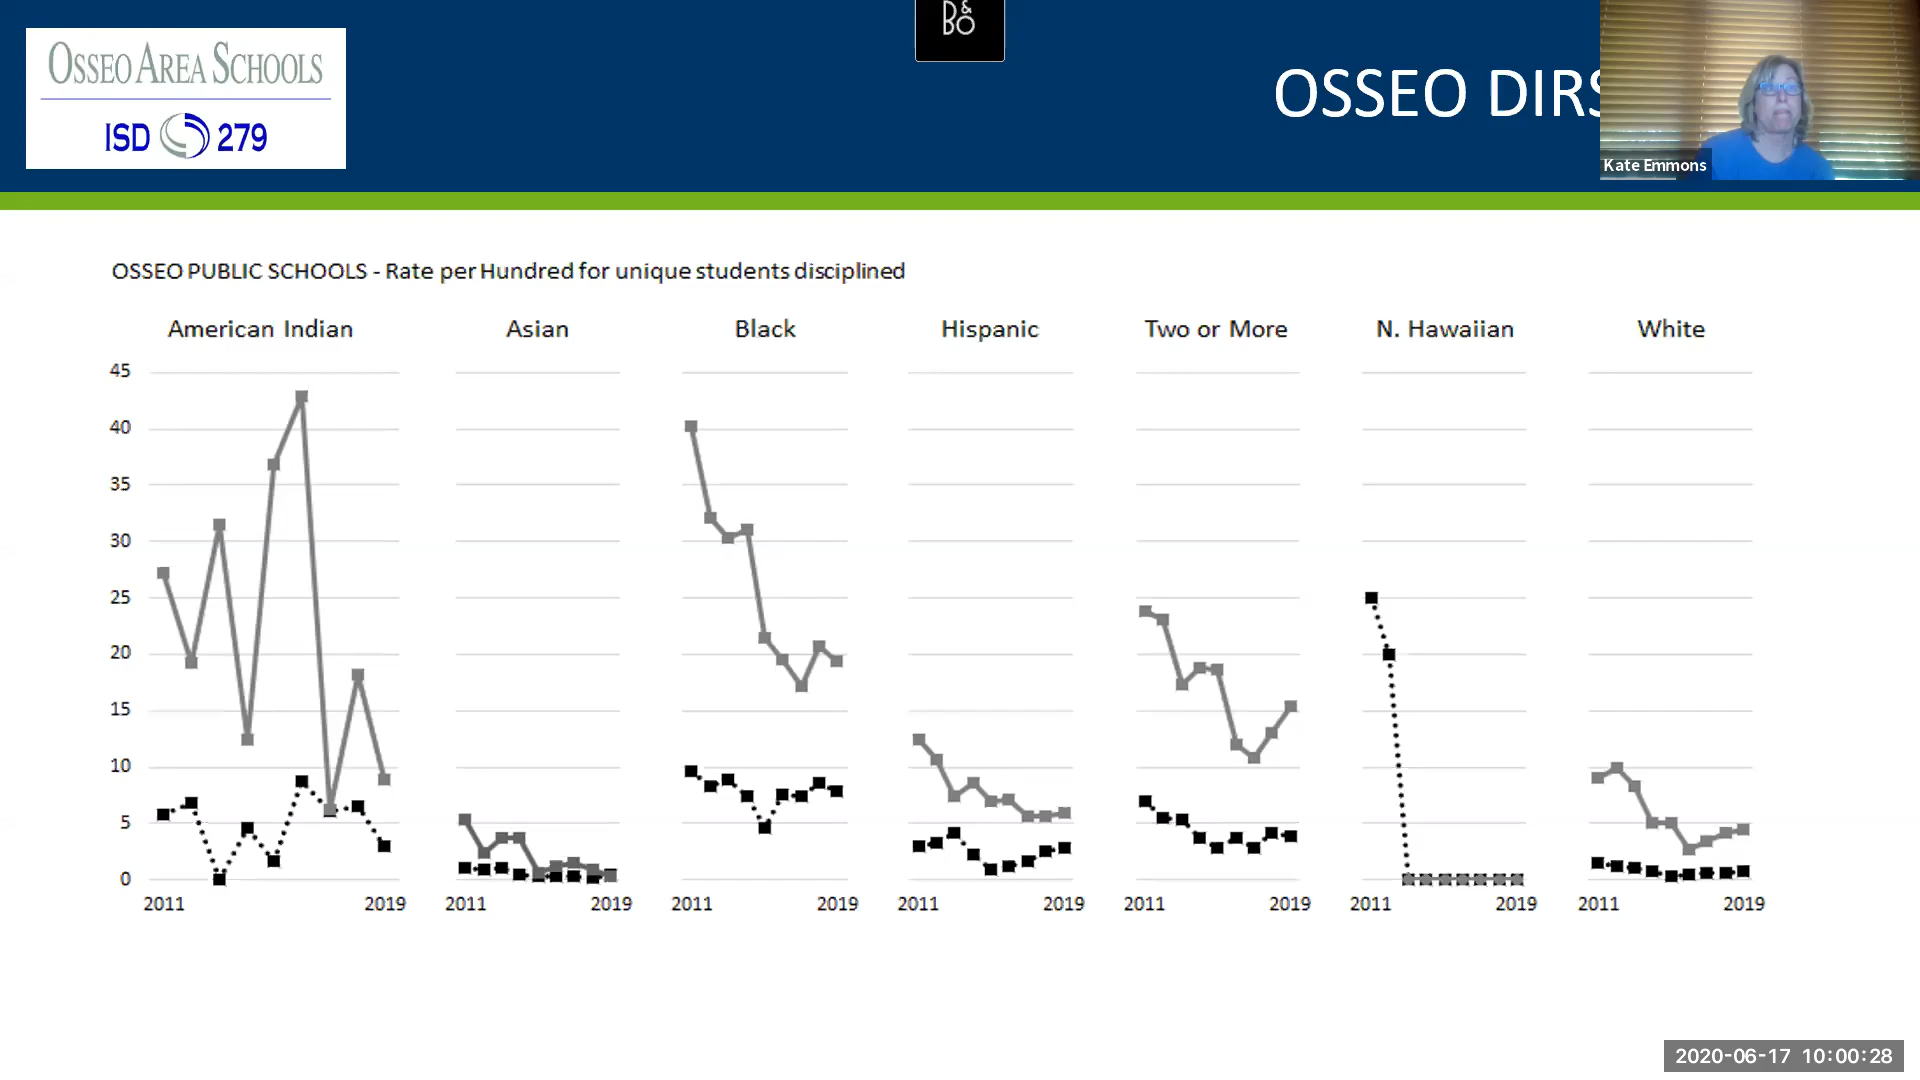 OSSEO AREA SCHOOLS
ISD 279
B&O
OSSEO DIRS
Kate Emmons
OSSEO PUBLIC SCHOOLS - Rate per Hundred for unique students disciplined
American Indian Asian Black Hispanic Two or More N. Hawaiian White
45
40
35
30
25
20
15
10
5
0
2011 2019 2011 2019 2011 2019 2011 2019 2011 2019 2011 2019 2011 2019
2020-06-17 10:00:28